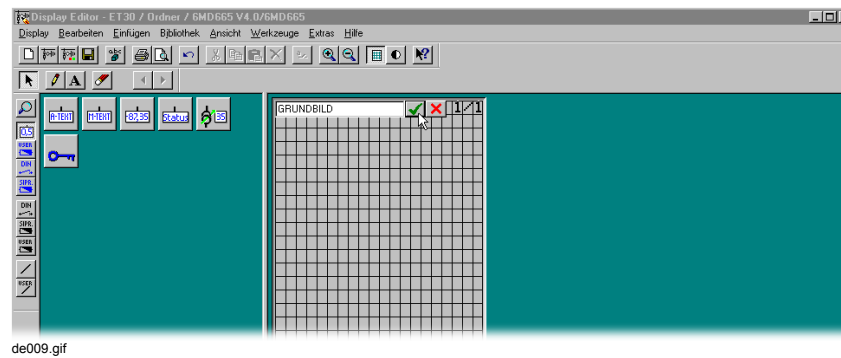 Display Editor - ET30 / Ordner / 6MD665 V4.0/6MD665
Display Bearbeiten Einfügen Bibliothek Ansicht Werkzeuge Extras Hilfe
abc
A
A-TEXT M-TEXT -87,35 Status 35
GRUNDBILD 1/1
0.5
USER
DIN
SIPR.
DIN
SIPR.
USER
USER
de009.gif